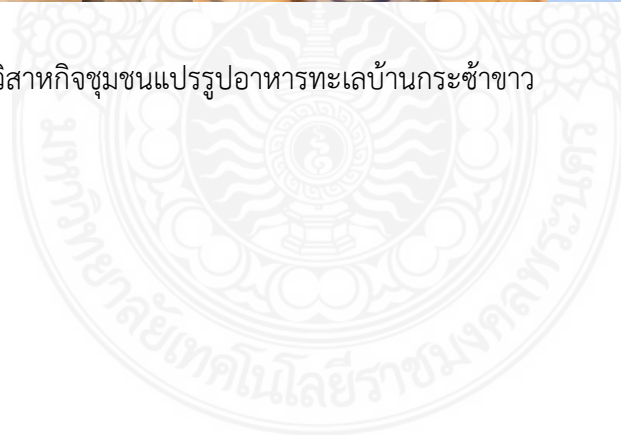 วิสาหกิจชุมชนแปรรูปอาหารทะเลบ้านกระซ้าขาว
มหาวิทยาลัยเทคโนโลยีราชมงคลพระนคร